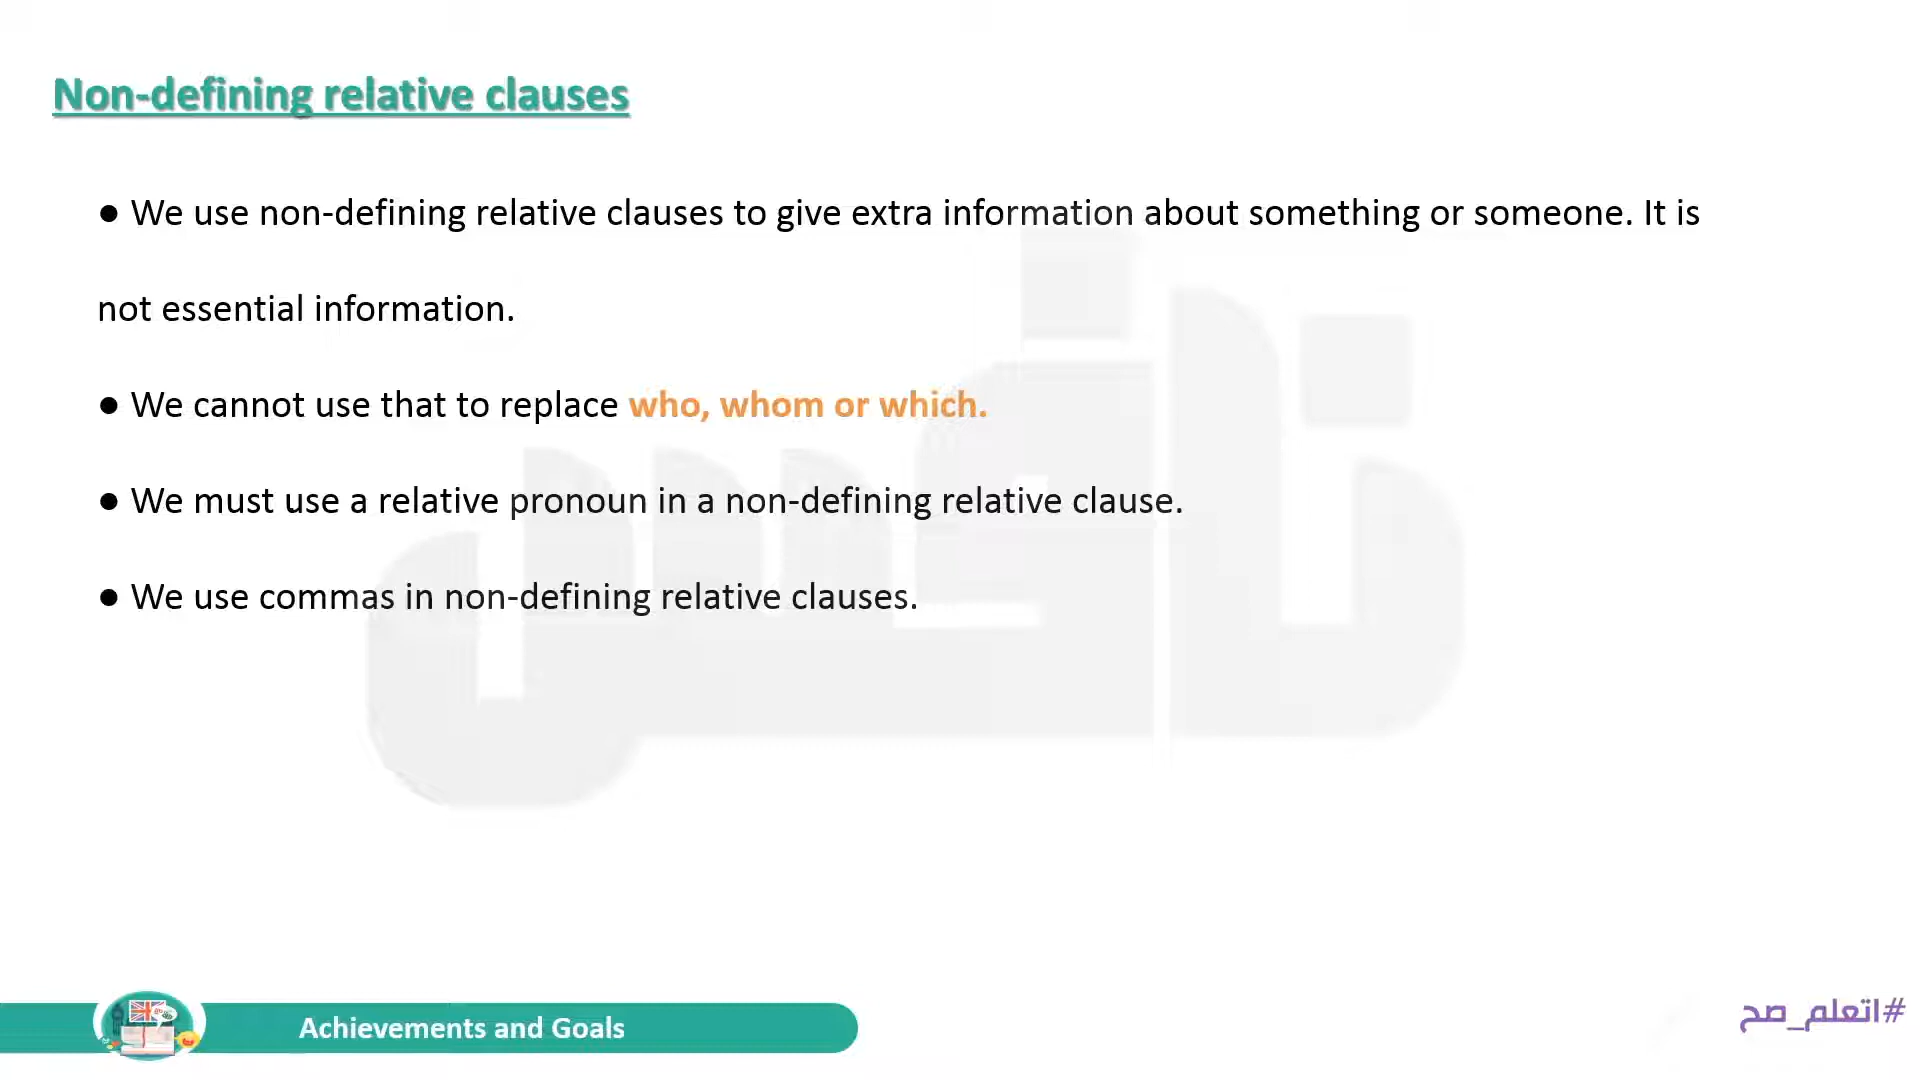 Non-defining relative clauses
● We use non-defining relative clauses to give extra information about something or someone. It is
not essential information.
● We cannot use that to replace who, whom or which.
● We must use a relative pronoun in a non-defining relative clause.
● We use commas in non-defining relative clauses.
نافس
Achievements and Goals
#اتعلم_صح